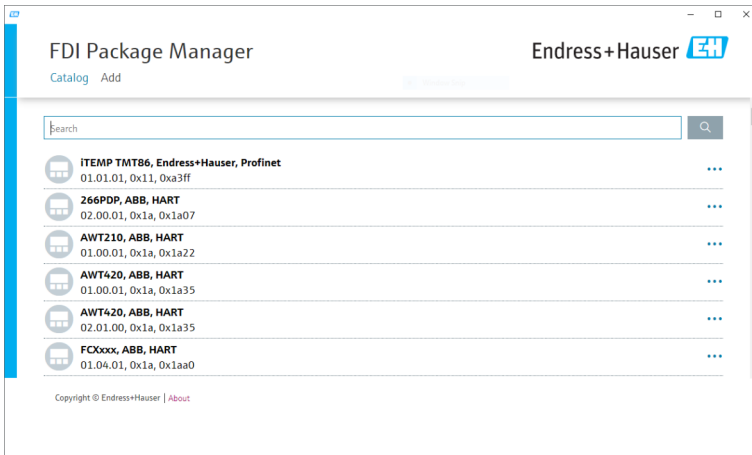 FDI Package Manager
Endress+Hauser EH
Catalog Add
Search
iTEMP TMT86, Endress+Hauser, Profinet
01.01.01, 0x11, 0xa3ff
266PDP, ABB, HART
02.00.01, 0x1a, 0x1a07
AWT210, ABB, HART
01.00.01, 0x1a, 0x1a22
AWT420, ABB, HART
01.00.01, 0x1a, 0x1a35
AWT420, ABB, HART
02.01.00, 0x1a, 0x1a35
FCXxxx, ABB, HART
01.04.01, 0x1a, 0x1aa0
Copyright © Endress+Hauser | About